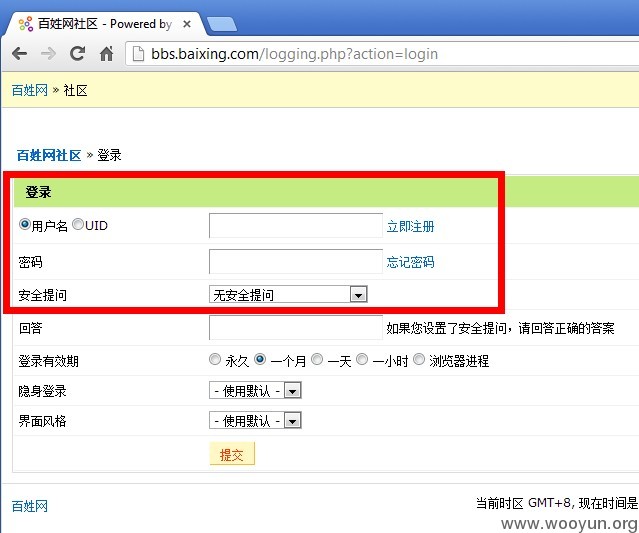 百姓网社区 - Powered by
bbs.baixing.com/logging.php?action=login
百姓网 » 社区
百姓网社区 » 登录
登录
用户名 UID 立即注册
密码 忘记密码
安全提问 无安全提问
回答 如果您设置了安全提问，请回答正确的答案
登录有效期 永久 一个月 一天 一小时 浏览器进程
隐身登录 - 使用默认 -
界面风格 - 使用默认 -
提交
百姓网 当前时区 GMT+8, 现在时间是
www.wooyun.org